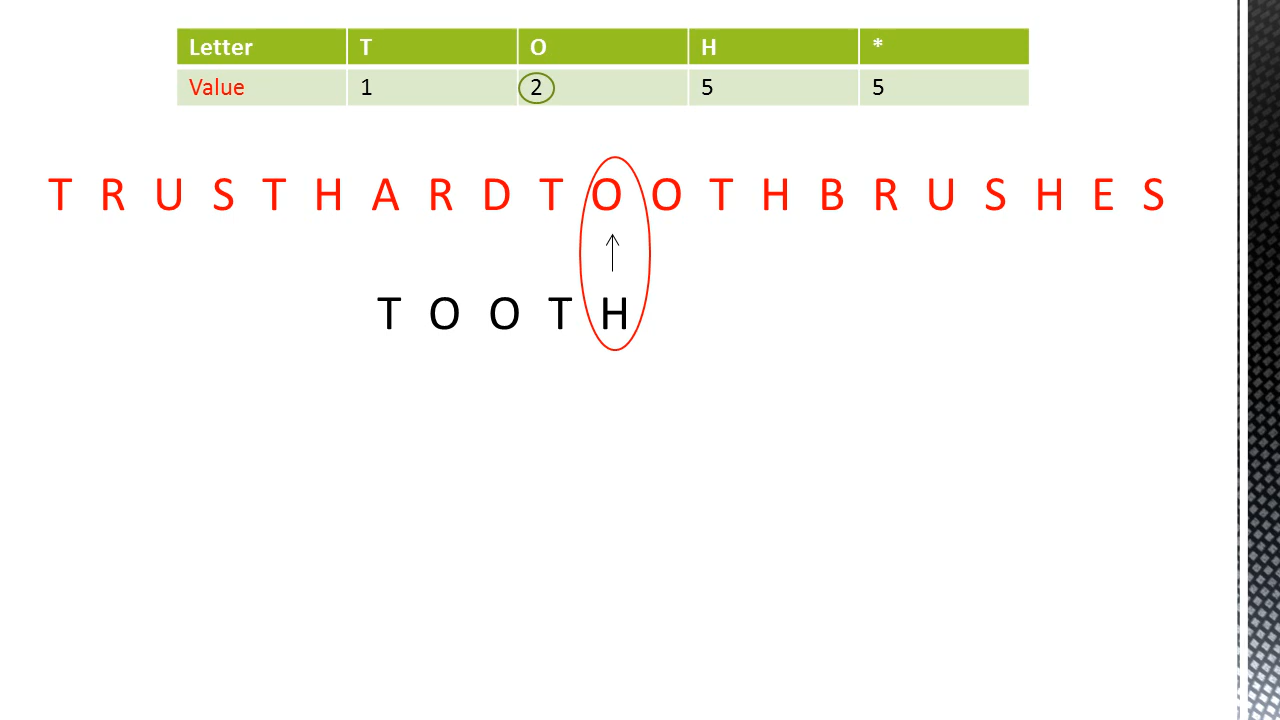 Letter T O H *
Value 1 2 5 5
T R U S T H A R D T O O T H B R U S H E S
T O O T H